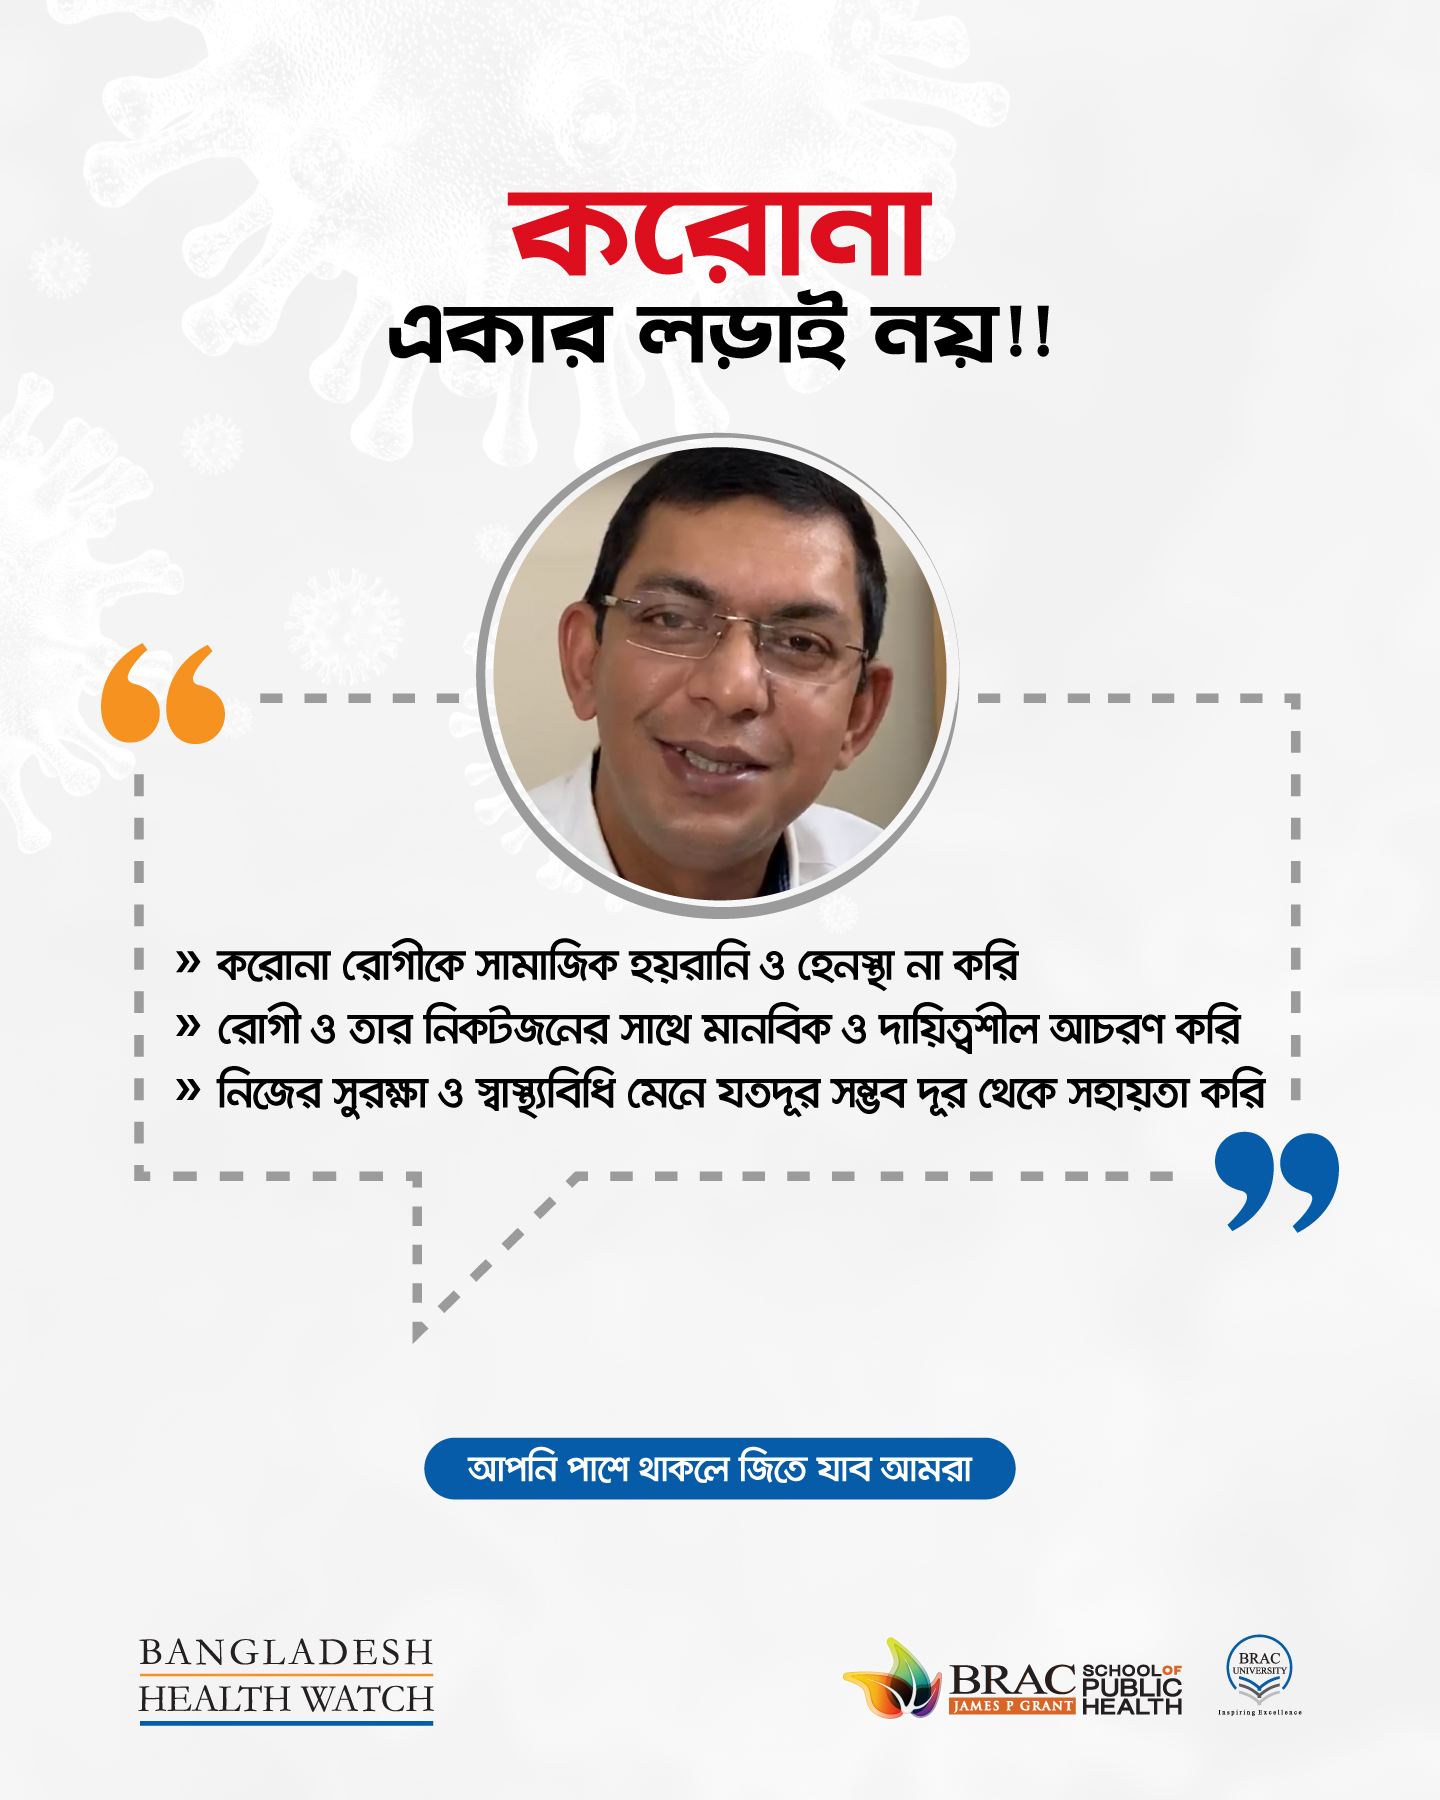 করোনা
একার লড়াই নয়!!
» করোনা রোগীকে সামাজিক হয়রানি ও হেনস্থা না করি
» রোগী ও তার নিকটজনের সাথে মানবিক ও দায়িত্বশীল আচরণ করি
» নিজের সুরক্ষা ও স্বাস্থ্যবিধি মেনে যতদূর সম্ভব দূর থেকে সহায়তা করি
আপনি পাশে থাকলে জিতে যাব আমরা
BANGLADESH
HEALTH WATCH
BRAC
JAMES P GRANT
SCHOOL OF
PUBLIC
HEALTH
BRAC
UNIVERSITY
Inspiring Excellence